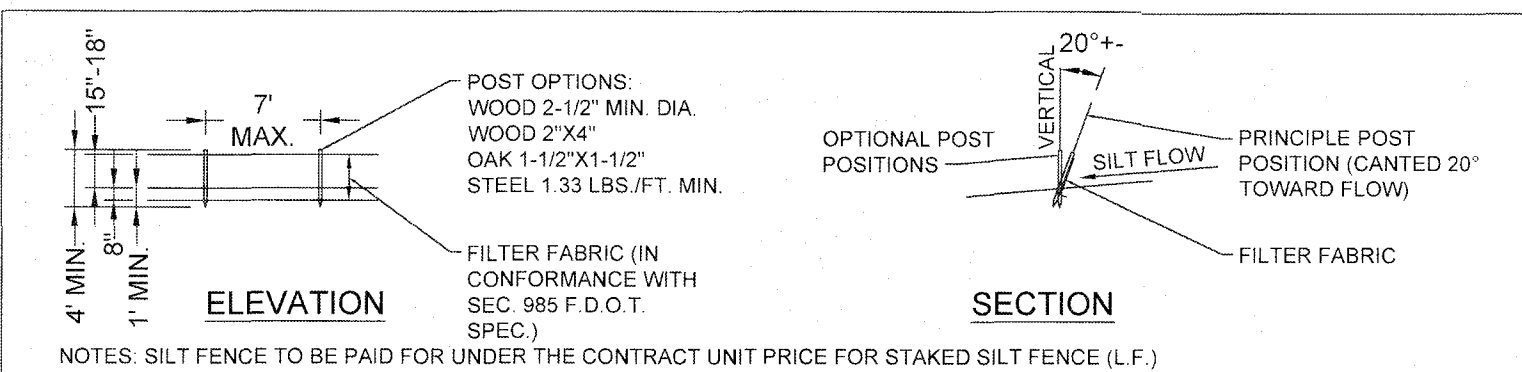 15"-18"
4' MIN.
8"
1' MIN.
7'
MAX.
POST OPTIONS:
WOOD 2-1/2" MIN. DIA.
WOOD 2"X4"
OAK 1-1/2"X1-1/2"
STEEL 1.33 LBS./FT. MIN.
FILTER FABRIC (IN
CONFORMANCE WITH
SEC. 985 F.D.O.T.
SPEC.)
ELEVATION
OPTIONAL POST
POSITIONS
VERTICAL
20°+-
SILT FLOW
PRINCIPLE POST
POSITION (CANTED 20°
TOWARD FLOW)
FILTER FABRIC
SECTION
NOTES: SILT FENCE TO BE PAID FOR UNDER THE CONTRACT UNIT PRICE FOR STAKED SILT FENCE (L.F.)